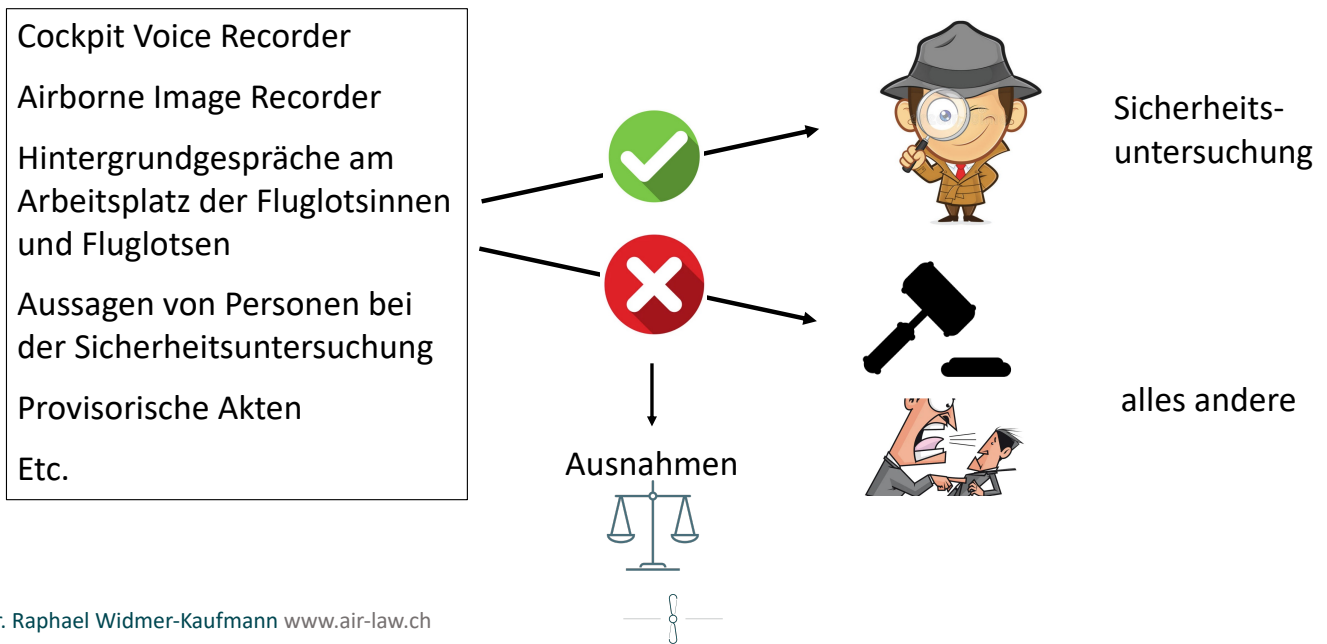 Cockpit Voice Recorder
Airborne Image Recorder
Hintergrundgespräche am
Arbeitsplatz der Fluglotsinnen
und Fluglotsen
Aussagen von Personen bei
der Sicherheitsuntersuchung
Provisorische Akten
Etc.
Sicherheits-
untersuchung
alles andere
Ausnahmen
r. Raphael Widmer-Kaufmann www.air-law.ch